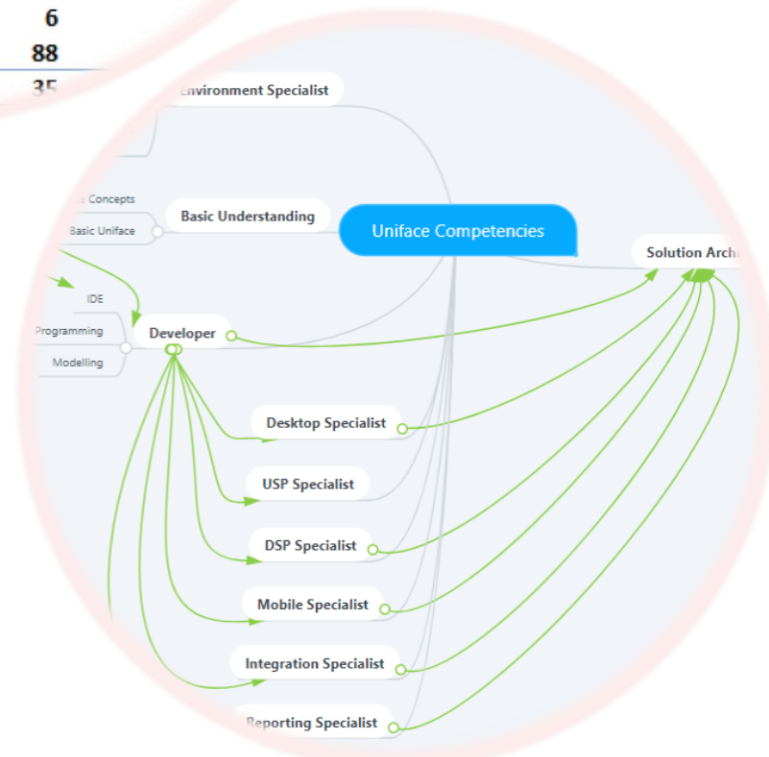 6
88
35
Environment Specialist
Concepts
Basic Uniface
Basic Understanding
Uniface Competencies
Solution
IDE
Programming
Modelling
Developer
Desktop Specialist
USP Specialist
DSP Specialist
Mobile Specialist
Integration Specialist
Reporting Specialist